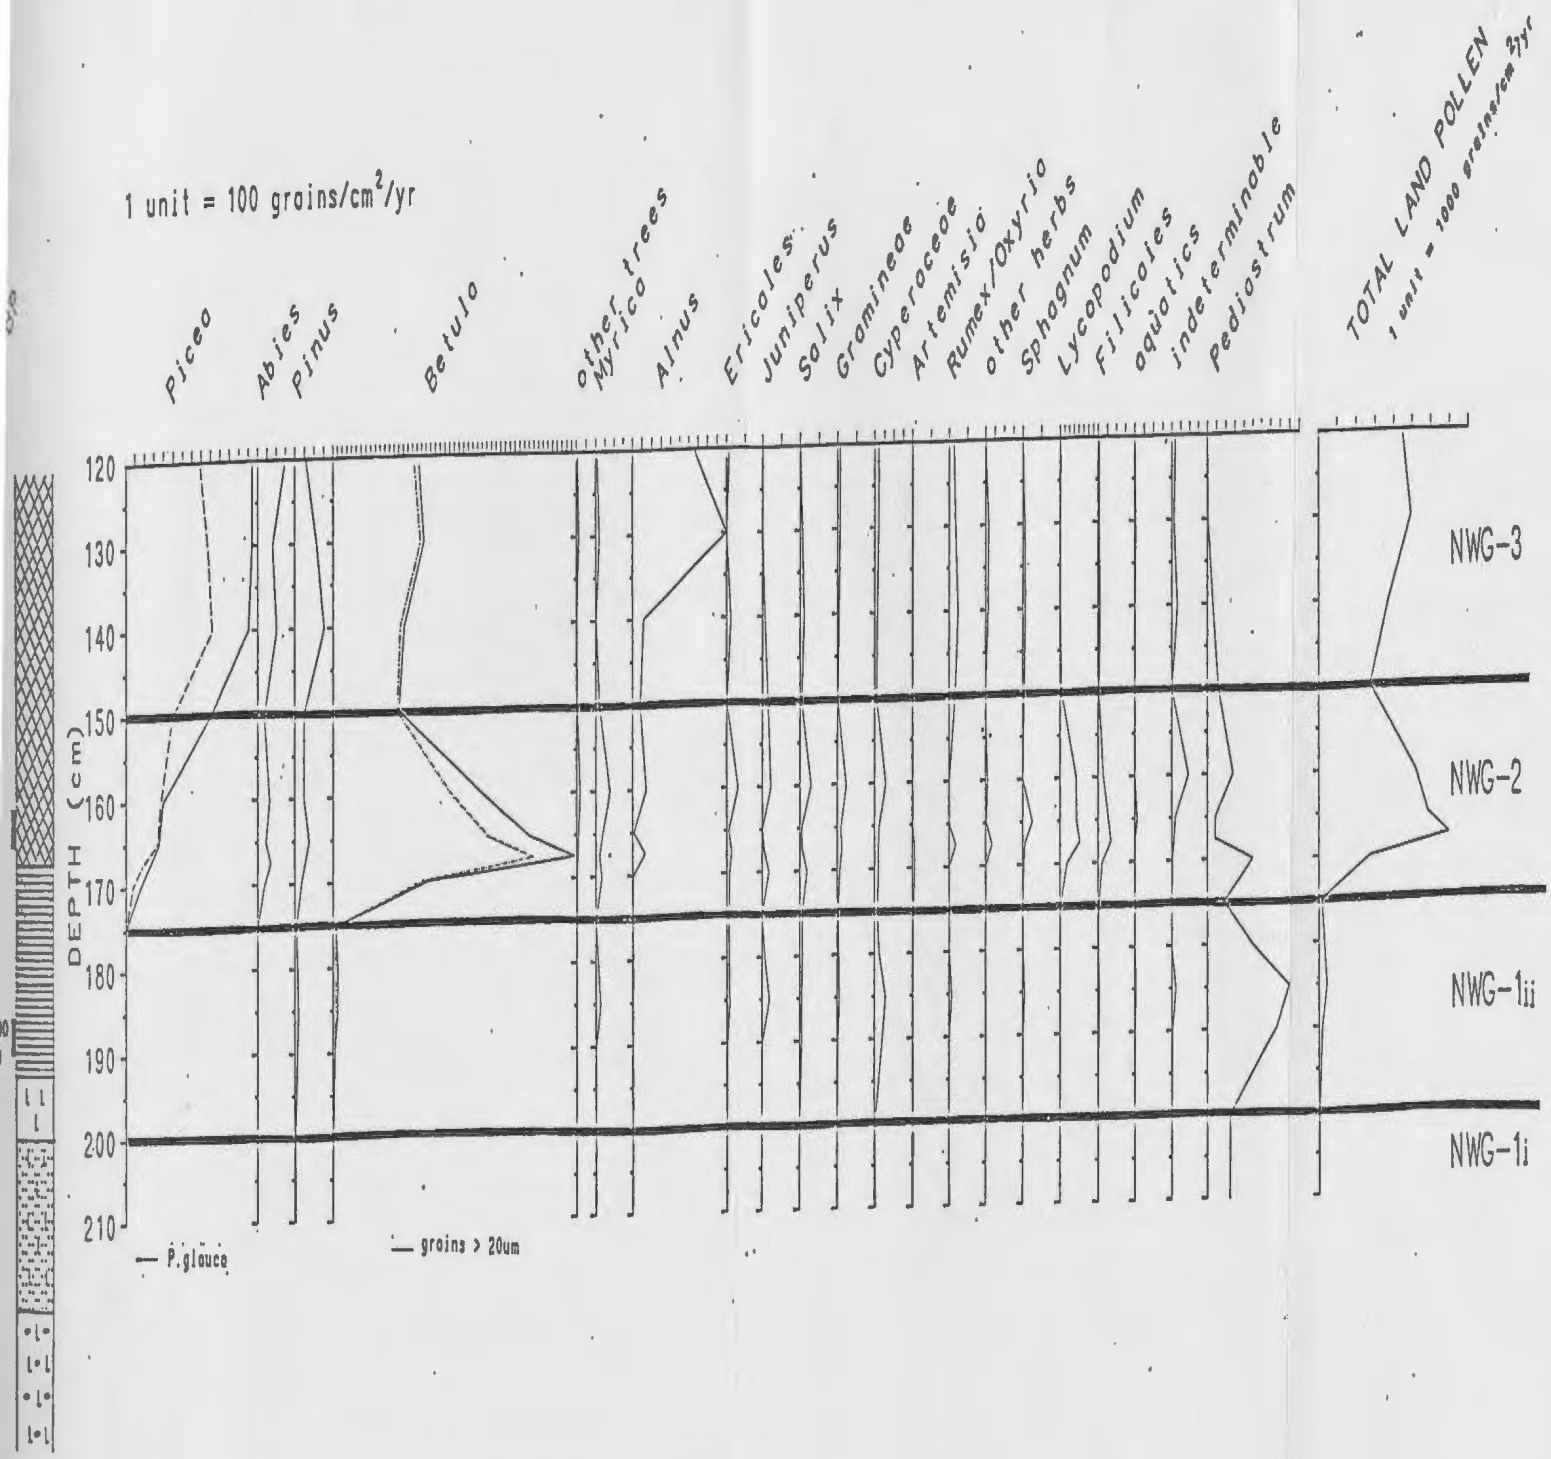 1 unit = 100 grains/cm²/yr
Picea
Abies
Pinus
Betula
other trees
Myrica
Alnus
Ericales
Juniperus
Salix
Gramineae
Cyperaceae
Artemisia
Rumex/Oxyria
other herbs
Sphagnum
Lycopodium
Filicales
aquatics
indeterminable
Pediastrum
TOTAL LAND POLLEN
1 unit = 1000 grains/cm²/yr
DEPTH (cm)
120
130
140
150
160
170
180
190
200
210
NWG-3
NWG-2
NWG-1ii
NWG-1i
P.glauca
grains > 20um